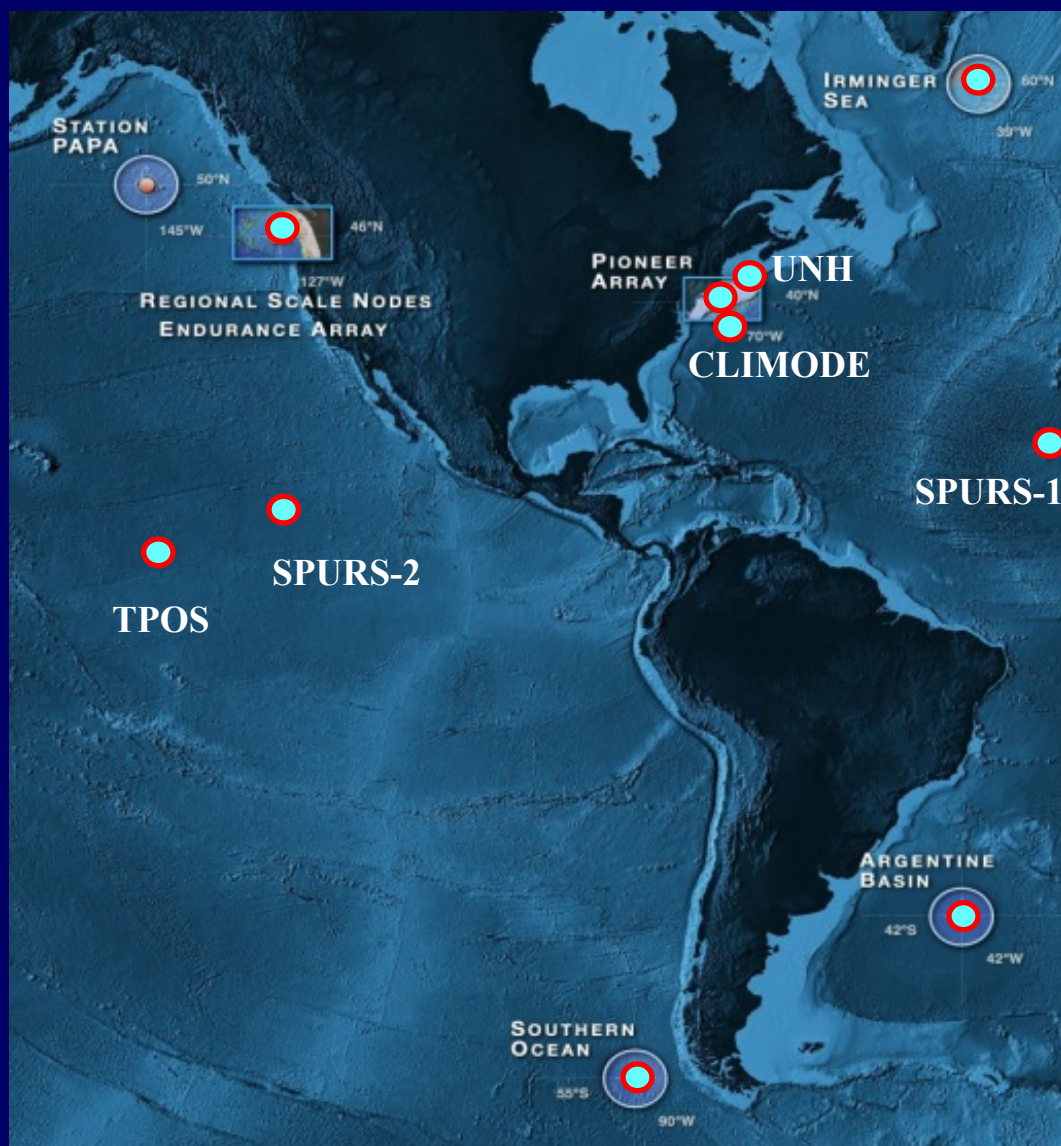 IRMINGER
SEA
60°N
39°W
STATION
PAPA
50°N
145°W
46°N
127°W
REGIONAL SCALE NODES
ENDURANCE ARRAY
PIONEER
ARRAY
UNH
40°N
70°W
CLIMODE
SPURS-1
SPURS-2
TPOS
ARGENTINE
BASIN
42°S
42°W
SOUTHERN
OCEAN
55°S
90°W